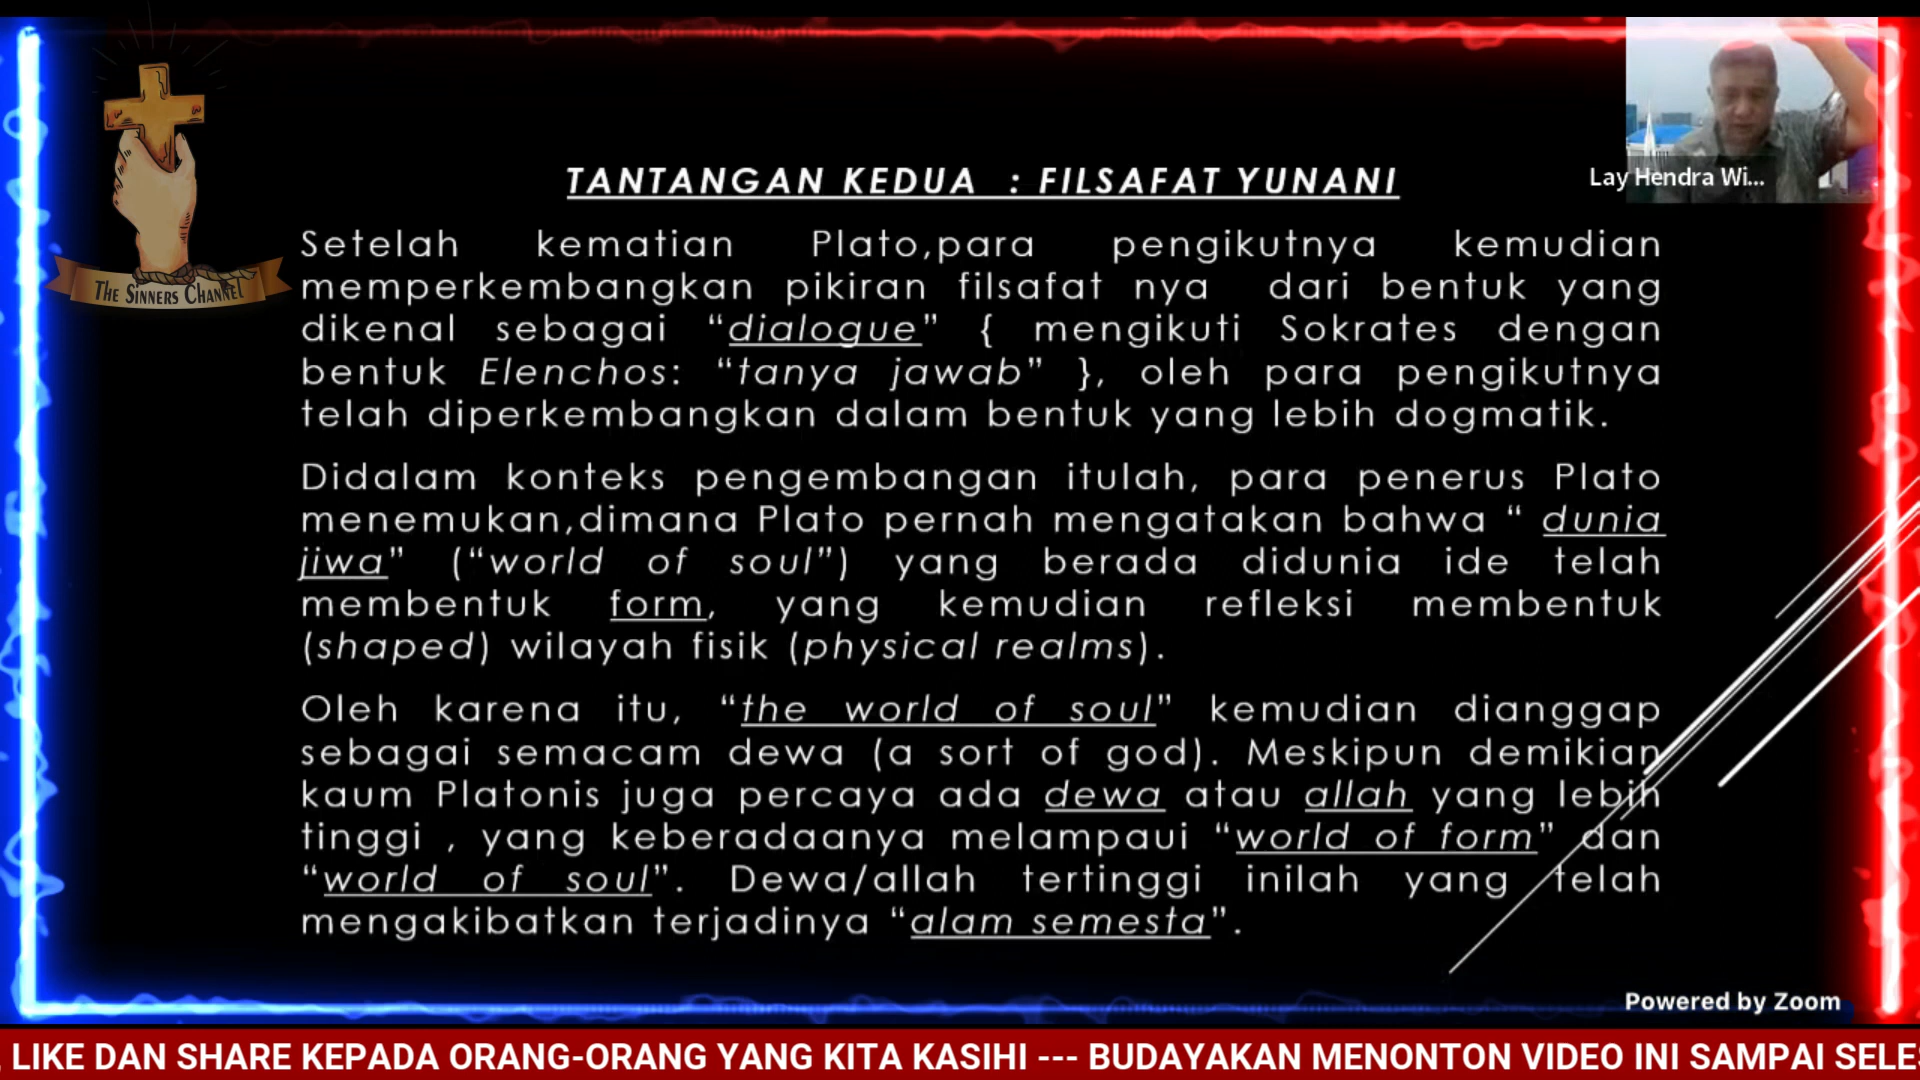 THE SINNERS CHANNEL
Lay Hendra Wi...
TANTANGAN KEDUA : FILSAFAT YUNANI
Setelah kematian Plato,para pengikutnya kemudian
memperkembangkan pikiran filsafat nya dari bentuk yang
dikenal sebagai “dialogue” { mengikuti Sokrates dengan
bentuk Elenchos: “tanya jawab” }, oleh para pengikutnya
telah diperkembangkan dalam bentuk yang lebih dogmatik.
Didalam konteks pengembangan itulah, para penerus Plato
menemukan,dimana Plato pernah mengatakan bahwa “ dunia
jiwa” (“world of soul”) yang berada didunia ide telah
membentuk form, yang kemudian refleksi membentuk
(shaped) wilayah fisik (physical realms).
Oleh karena itu, “the world of soul” kemudian dianggap
sebagai semacam dewa (a sort of god). Meskipun demikian
kaum Platonis juga percaya ada dewa atau allah yang lebih
tinggi , yang keberadaanya melampaui “world of form” dan
“world of soul”. Dewa/allah tertinggi inilah yang telah
mengakibatkan terjadinya “alam semesta”.
Powered by Zoom
LIKE DAN SHARE KEPADA ORANG-ORANG YANG KITA KASIHI --- BUDAYAKAN MENONTON VIDEO INI SAMPAI SELE